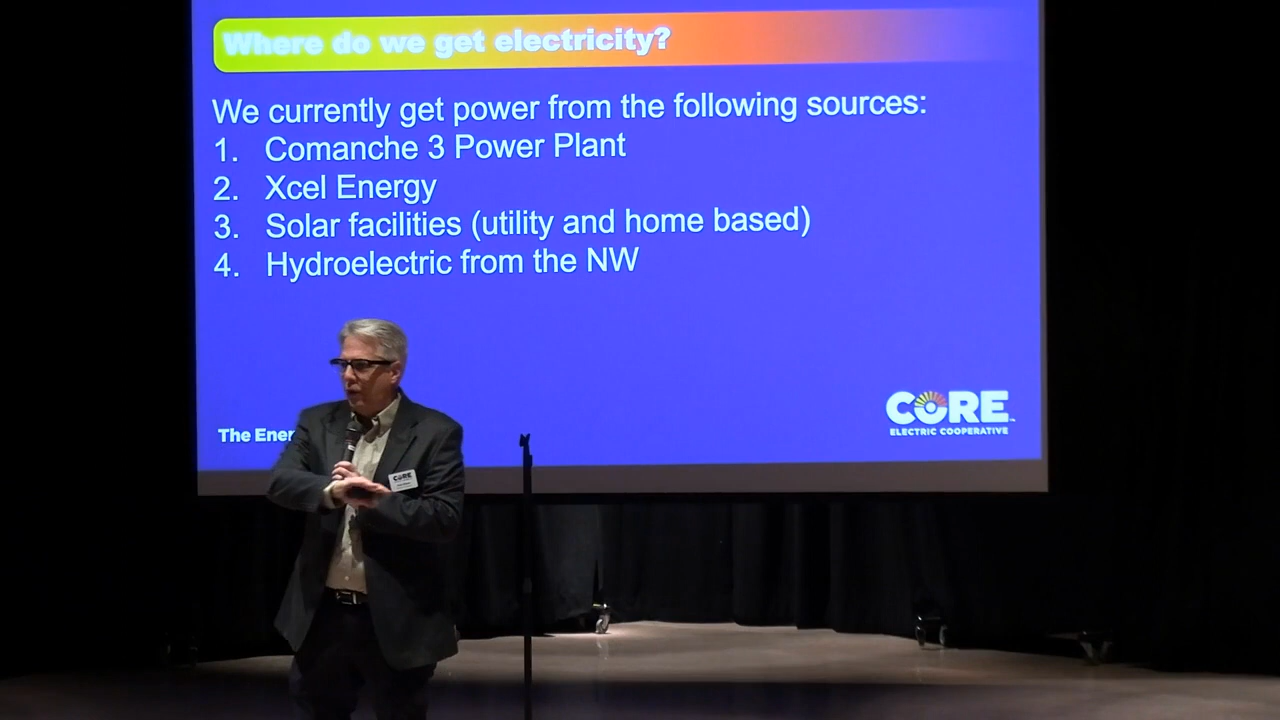 Where do we get electricity?
We currently get power from the following sources:
1. Comanche 3 Power Plant
2. Xcel Energy
3. Solar facilities (utility and home based)
4. Hydroelectric from the NW
The Ener
CORE
ELECTRIC COOPERATIVE
CORE